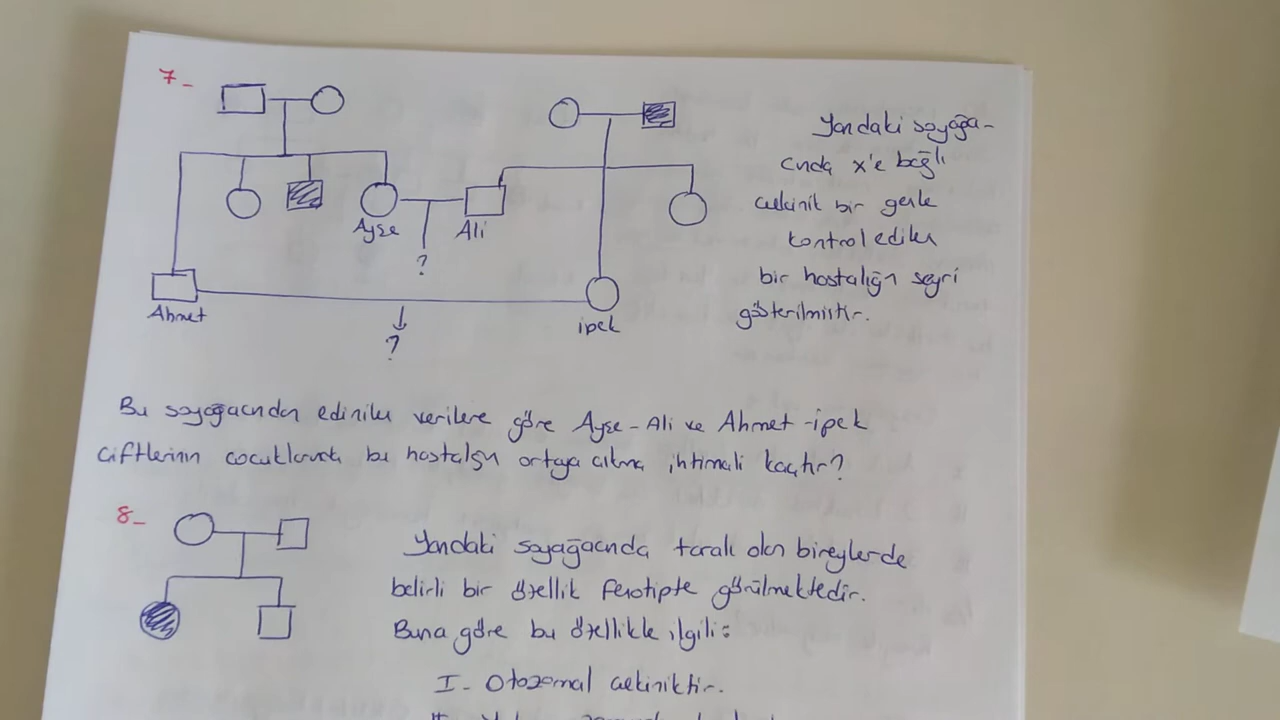 7-
Yandaki soyağa-
cında x'e bağlı
çekinik bir genle
kontrol edilen
bir hastalığın seyri
gösterilmiştir.
Ayşe
Ali
?
Ahmet
ipek
?
Bu soyağacından edinilen verilere göre Ayşe-Ali ve Ahmet-ipek
çiftlerinin çocuklarında bu hastalığın ortaya çıkma ihtimali kaçtır?
8-
Yandaki soyağacında taralı olan bireylerde
belirli bir özellik fenotipte görülmektedir.
Buna göre bu özellikle ilgili:
I- Otozomal çekiniktir.